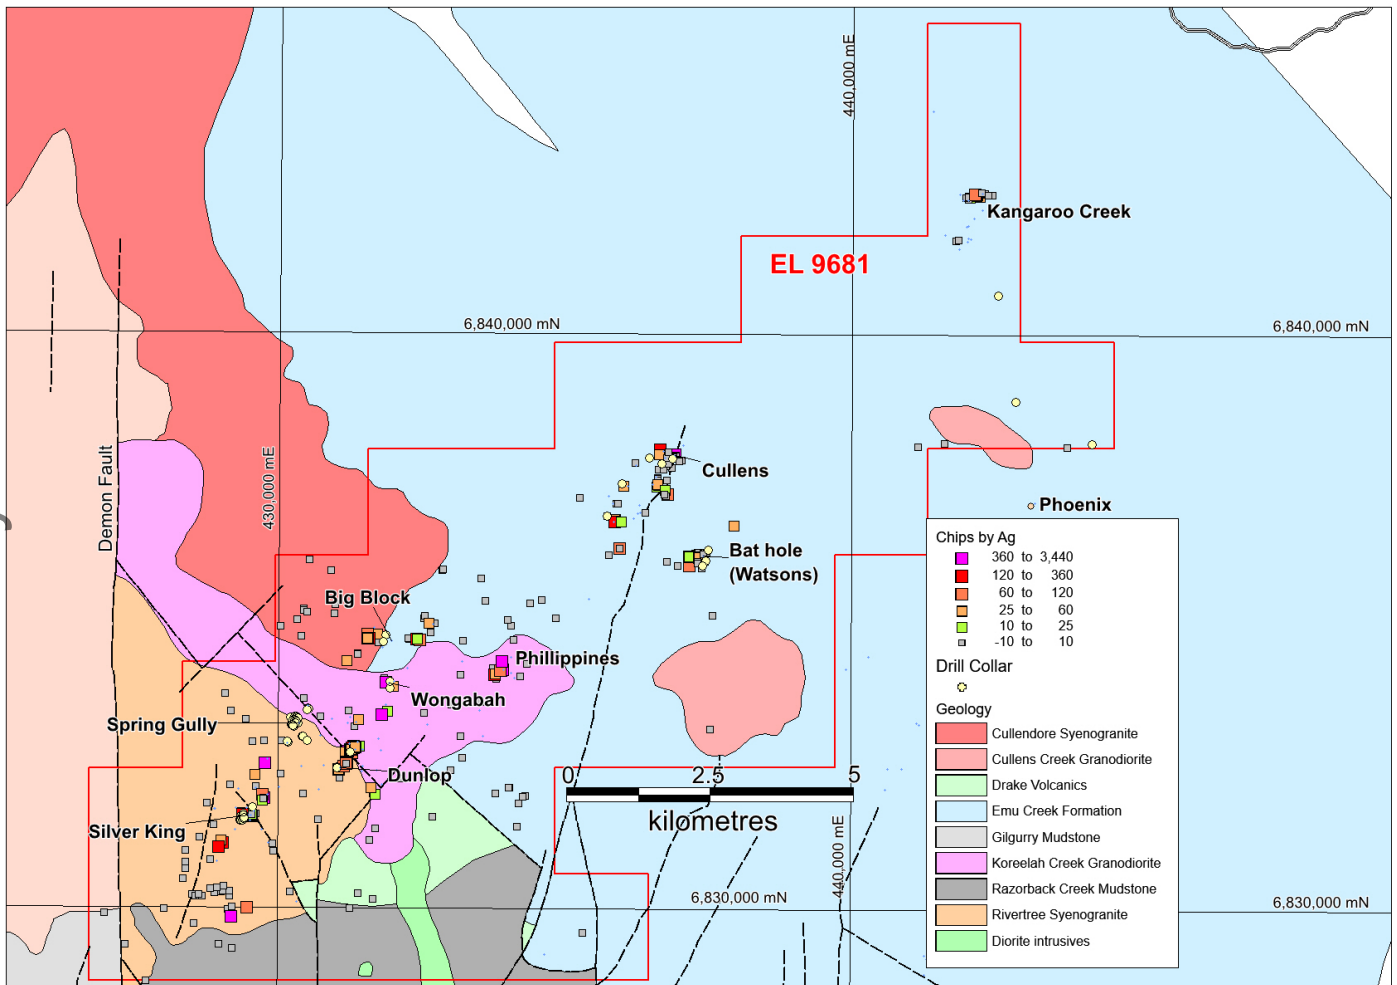 440,000 mE
Kangaroo Creek
EL 9681
6,840,000 mN
6,840,000 mN
Demon Fault
430,000 mE
Cullens
Phoenix
Bat hole
(Watsons)
Big Block
Phillippines
Wongabah
Spring Gully
Dunlop
Silver King
0 2.5 5
kilometres
440,000 mE
6,830,000 mN
6,830,000 mN
Chips by Ag
360 to 3,440
120 to 360
60 to 120
25 to 60
10 to 25
-10 to 10
Drill Collar
Geology
Cullendore Syenogranite
Cullens Creek Granodiorite
Drake Volcanics
Emu Creek Formation
Gilgurry Mudstone
Koreelah Creek Granodiorite
Razorback Creek Mudstone
Rivertree Syenogranite
Diorite intrusives